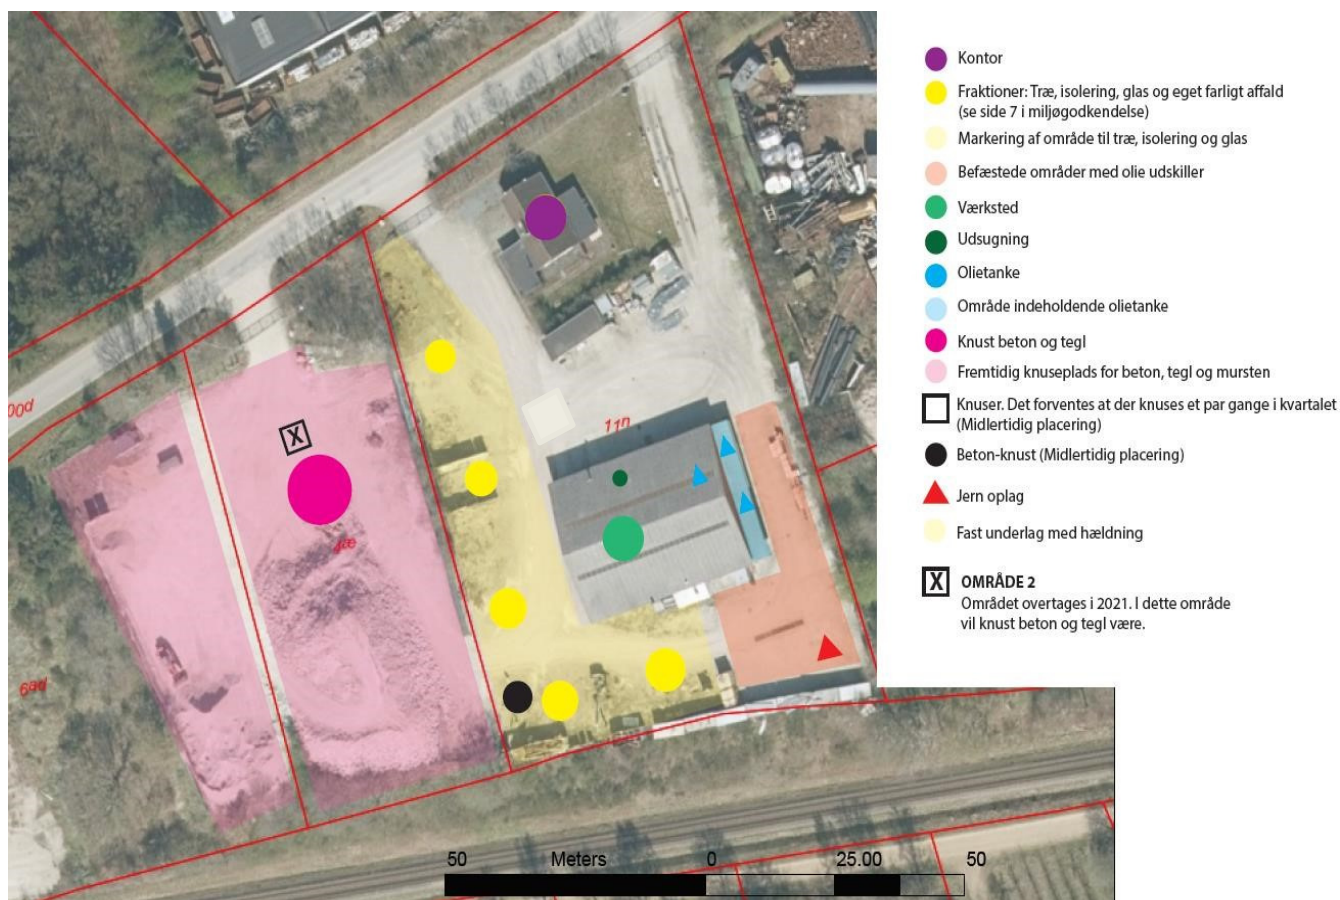 Kontor
Fraktioner: Træ, isolering, glas og eget farligt affald
(se side 7 i miljøgodkendelse)
Markering af område til træ, isolering og glas
Befæstede områder med olie udskiller
Værksted
Udsugning
Olietanke
Område indeholdende olietanke
Knust beton og tegl
Fremtidig knuseplads for beton, tegl og mursten
Knuser. Det forventes at der knuses et par gange i kvartalet
(Midlertidig placering)
Beton-knust (Midlertidig placering)
Jern oplag
Fast underlag med hældning
X OMRÅDE 2
Området overtages i 2021. I dette område
vil knust beton og tegl være.
00d
11n
X
68d
50 Meters 0 25.00 50